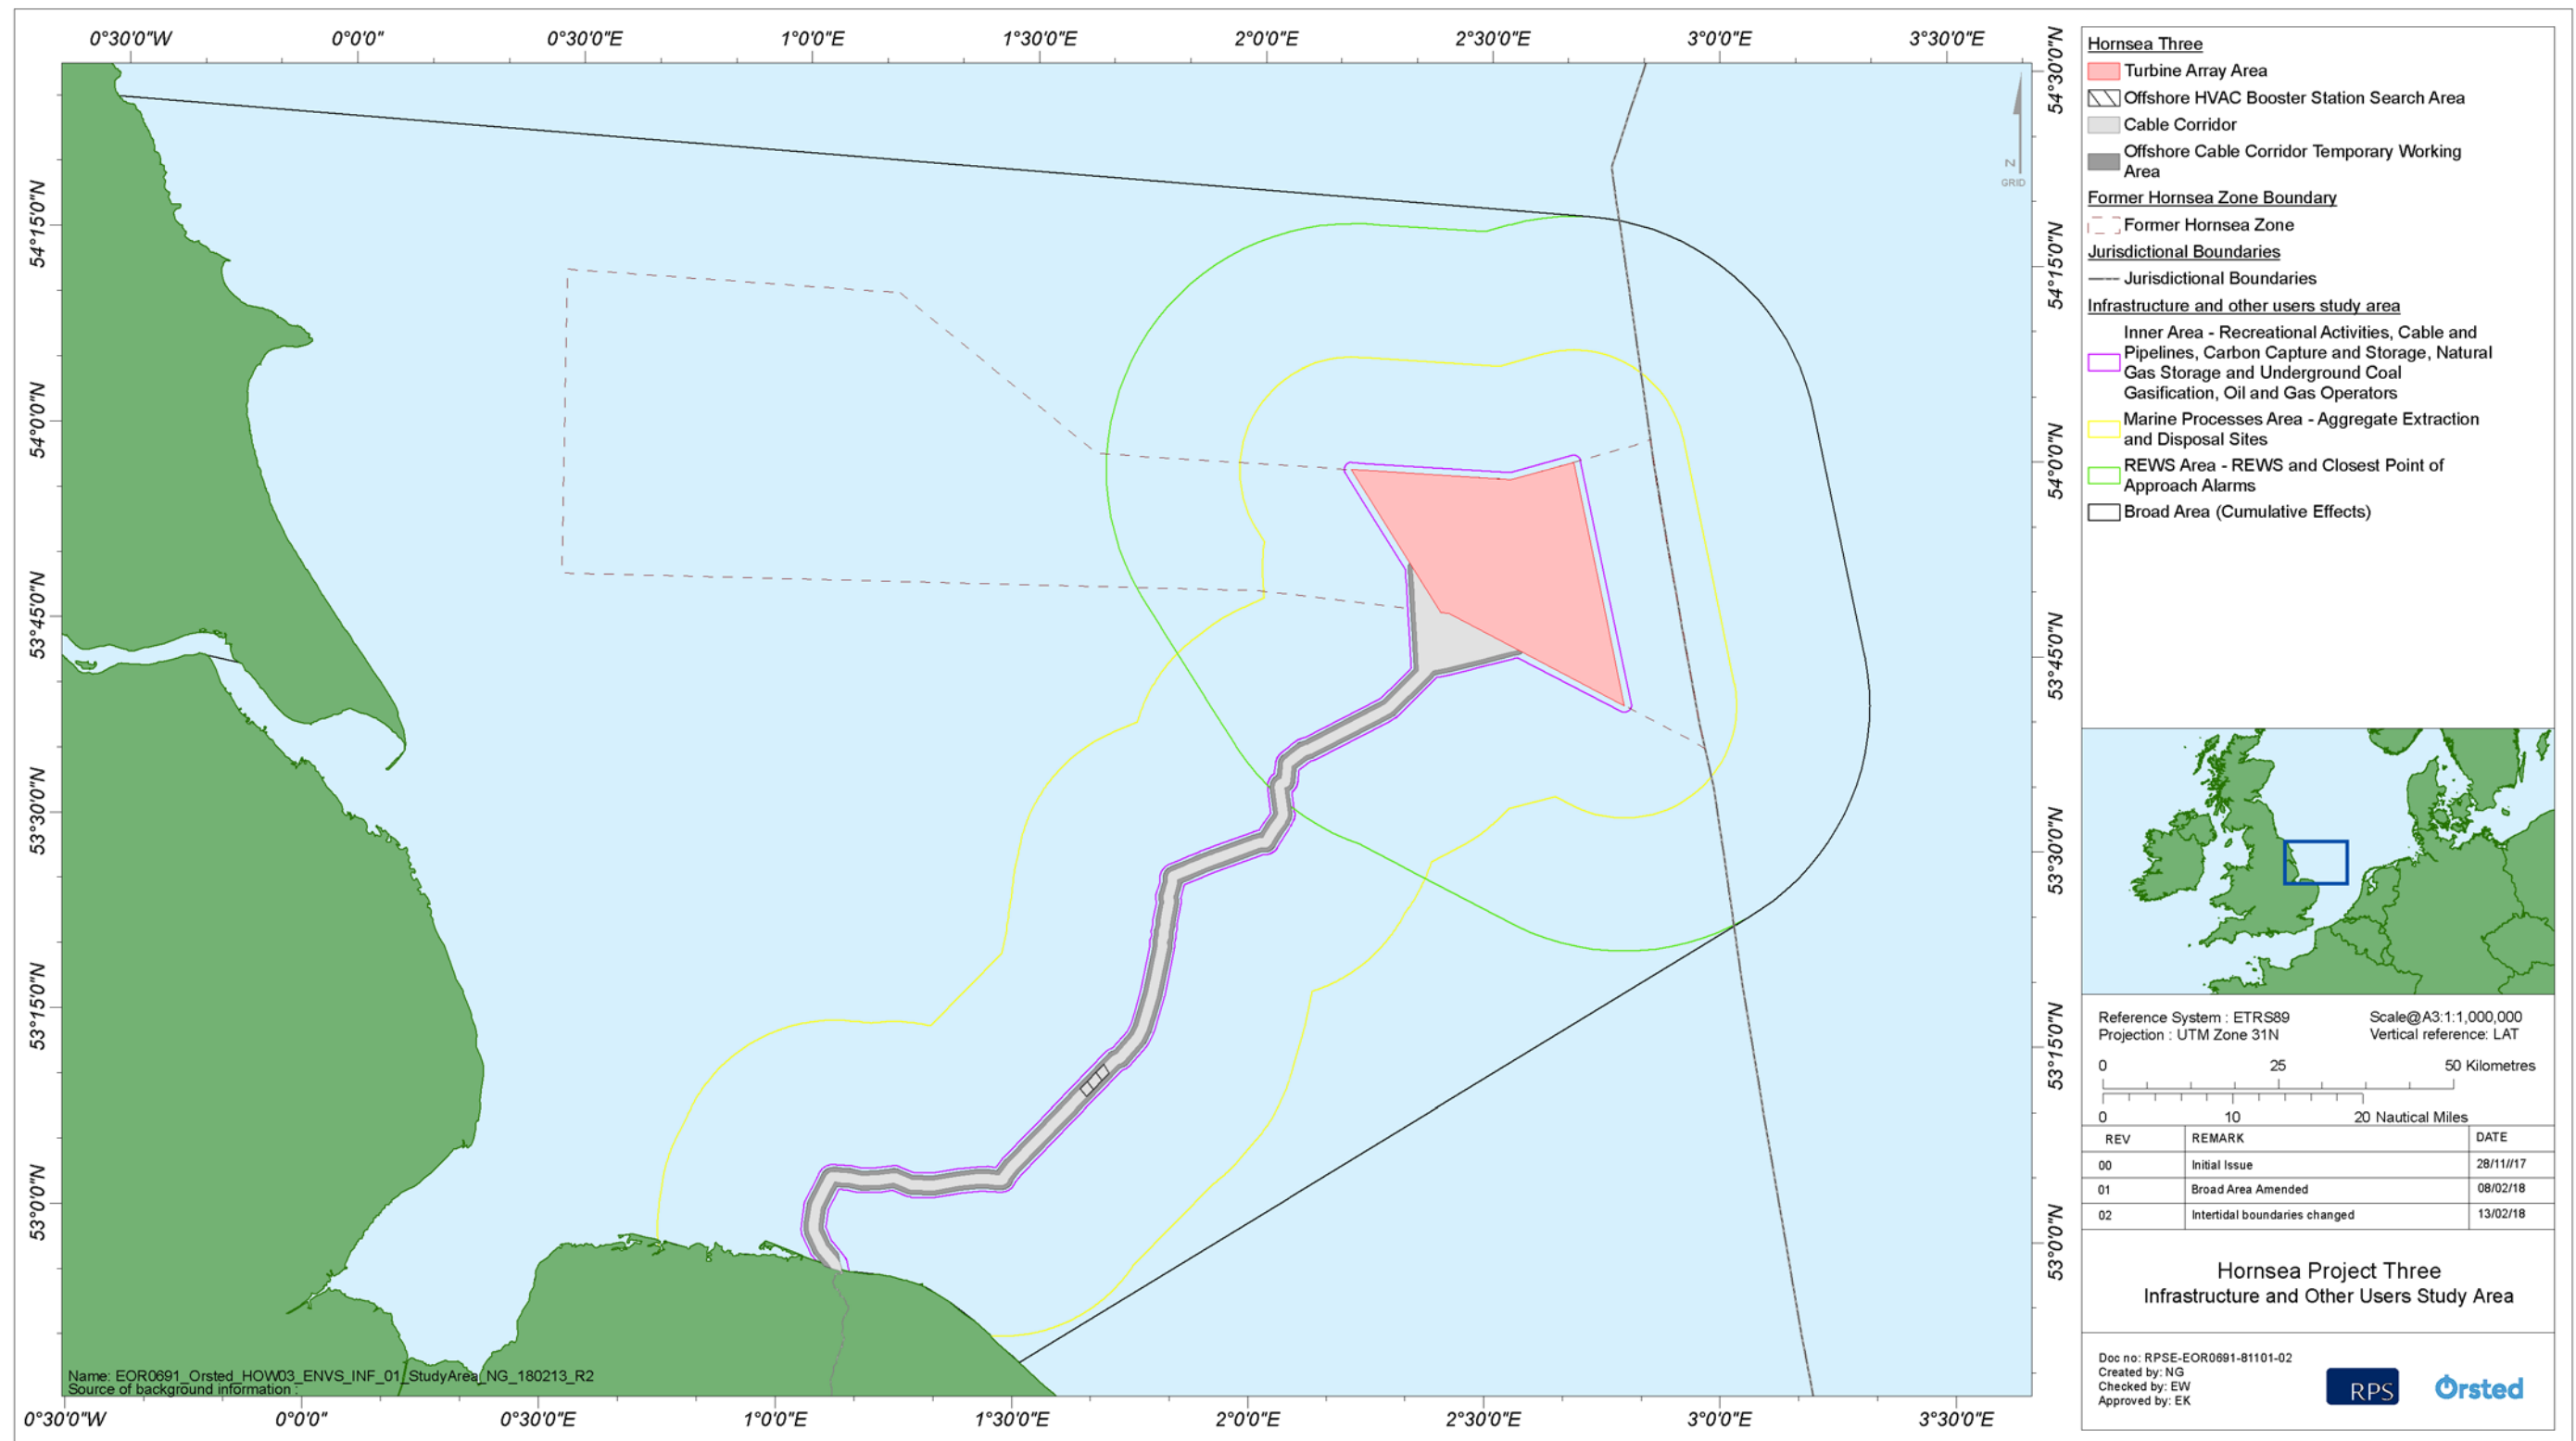 0°30'0"W 0°0'0" 0°30'0"E 1°0'0"E 1°30'0"E 2°0'0"E 2°30'0"E 3°0'0"E 3°30'0"E
54°15'0"N
54°0'0"N
53°45'0"N
53°30'0"N
53°15'0"N
53°0'0"N
54°30'0"N
54°15'0"N
54°0'0"N
53°45'0"N
53°30'0"N
53°15'0"N
53°0'0"N
N
GRID
Name: EOR0691_Orsted_HOW03_ENVS_INF_01_StudyArea_NG_180213_R2
Source of background information :
0°30'0"W 0°0'0" 0°30'0"E 1°0'0"E 1°30'0"E 2°0'0"E 2°30'0"E 3°0'0"E 3°30'0"E
Hornsea Three
Turbine Array Area
Offshore HVAC Booster Station Search Area
Cable Corridor
Offshore Cable Corridor Temporary Working
Area
Former Hornsea Zone Boundary
Former Hornsea Zone
Jurisdictional Boundaries
Jurisdictional Boundaries
Infrastructure and other users study area
Inner Area - Recreational Activities, Cable and
Pipelines, Carbon Capture and Storage, Natural
Gas Storage and Underground Coal
Gasification, Oil and Gas Operators
Marine Processes Area - Aggregate Extraction
and Disposal Sites
REWS Area - REWS and Closest Point of
Approach Alarms
Broad Area (Cumulative Effects)
Reference System : ETRS89 Scale@A3:1:1,000,000
Projection : UTM Zone 31N Vertical reference: LAT
0 25 50 Kilometres
0 10 20 Nautical Miles
REV REMARK DATE
00 Initial Issue 28/11//17
01 Broad Area Amended 08/02/18
02 Intertidal boundaries changed 13/02/18
Hornsea Project Three
Infrastructure and Other Users Study Area
Doc no: RPSE-EOR0691-81101-02
Created by: NG
Checked by: EW
Approved by: EK
RPS
Ørsted